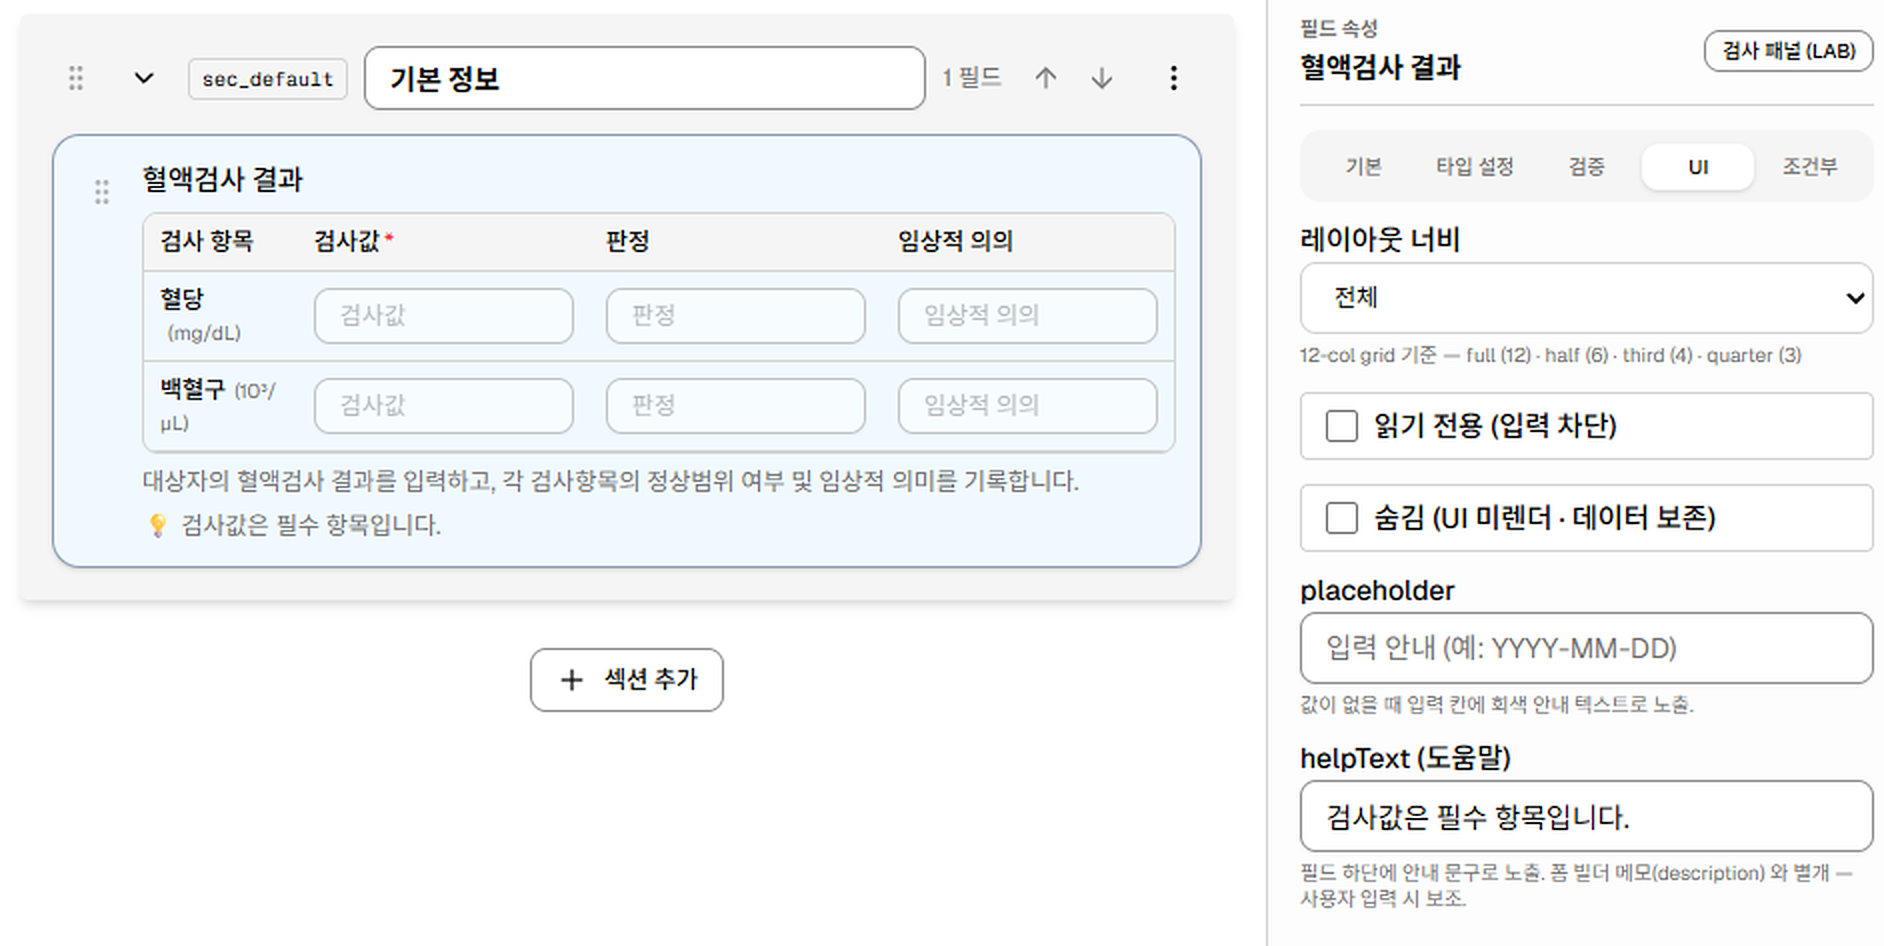 sec_default
기본 정보
1 필드
혈액검사 결과
검사 항목 검사값* 판정 임상적 의의
혈당 (mg/dL) 검사값 판정 임상적 의의
백혈구 (10³/
μL) 검사값 판정 임상적 의의
대상자의 혈액검사 결과를 입력하고, 각 검사항목의 정상범위 여부 및 임상적 의미를 기록합니다.
💡 검사값은 필수 항목입니다.
+ 섹션 추가
필드 속성
혈액검사 결과
검사 패널 (LAB)
기본 타입 설정 검증 UI 조건부
레이아웃 너비
전체
12-col grid 기준 — full (12) · half (6) · third (4) · quarter (3)
읽기 전용 (입력 차단)
숨김 (UI 미렌더 · 데이터 보존)
placeholder
입력 안내 (예: YYYY-MM-DD)
값이 없을 때 입력 칸에 회색 안내 텍스트로 노출.
helpText (도움말)
검사값은 필수 항목입니다.
필드 하단에 안내 문구로 노출. 폼 빌더 메모(description) 와 별개 —
사용자 입력 시 보조.